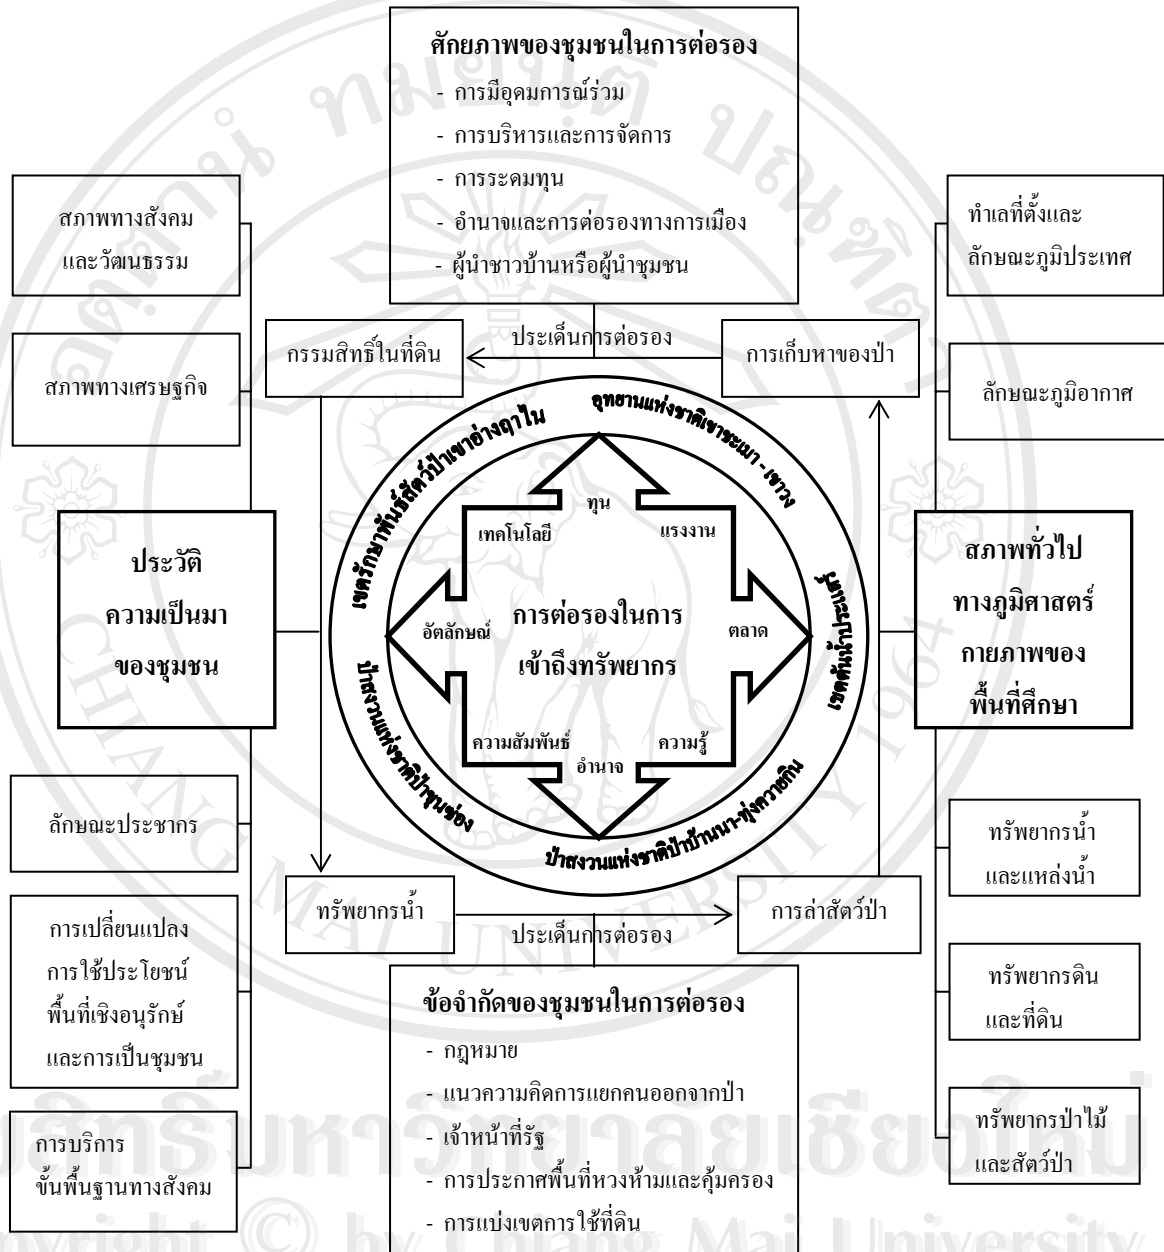 ศักยภาพของชุมชนในการต่อรอง
- การมีอุดมการณ์ร่วม
- การบริหารและการจัดการ
- การระดมทุน
- อำนาจและการต่อรองทางการเมือง
- ผู้นำชาวบ้านหรือผู้นำชุมชน
สภาพทางสังคม
และวัฒนธรรม
สภาพทางเศรษฐกิจ
ประวัติ
ความเป็นมา
ของชุมชน
ลักษณะประชากร
การเปลี่ยนแปลง
การใช้ประโยชน์
พื้นที่เชิงอนุรักษ์
และการเป็นชุมชน
การบริการ
ขั้นพื้นฐานทางสังคม
กรรมสิทธิ์ในที่ดิน
ประเด็นการต่อรอง
การเก็บหาของป่า
เขตรักษาพันธุ์สัตว์ป่าเขาอ่างฤาไน
อุทยานแห่งชาติเขาชะเมา - เขาวง
เขตต้นน้ำประแสร์
ป่าสงวนแห่งชาติป่าบ้านนา-ทุ่งควายกิน
ป่าสงวนแห่งชาติป่าขุนซ่อง
ทุน
เทคโนโลยี
แรงงาน
อัตลักษณ์
การต่อรองในการ
เข้าถึงทรัพยากร
ตลาด
ความสัมพันธ์
อำนาจ
ความรู้
ทรัพยากรน้ำ
ประเด็นการต่อรอง
การล่าสัตว์ป่า
ทำเลที่ตั้งและ
ลักษณะภูมิประเทศ
ลักษณะภูมิอากาศ
สภาพทั่วไป
ทางภูมิศาสตร์
กายภาพของ
พื้นที่ศึกษา
ทรัพยากรน้ำ
และแหล่งน้ำ
ทรัพยากรดิน
และที่ดิน
ทรัพยากรป่าไม้
และสัตว์ป่า
ข้อจำกัดของชุมชนในการต่อรอง
- กฎหมาย
- แนวความคิดการแยกคนออกจากป่า
- เจ้าหน้าที่รัฐ
- การประกาศพื้นที่หวงห้ามและคุ้มครอง
- การแบ่งเขตการใช้ที่ดิน
CHIANG MAI UNIVERSITY 1964
มหาวิทยาลัยเชียงใหม่
© by Chiang Mai University